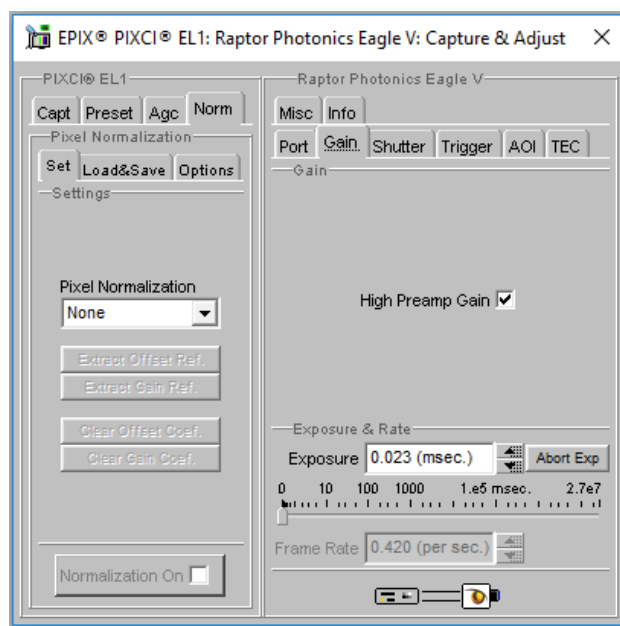 EPIX® PIXCI® EL1: Raptor Photonics Eagle V: Capture & Adjust
PIXCI® EL1
Capt Preset Agc Norm
Pixel Normalization
Set Load&Save Options
Settings
Pixel Normalization
None
Extract Offset Ref.
Extract Gain Ref.
Clear Offset Coef.
Clear Gain Coef.
Normalization On
Raptor Photonics Eagle V
Misc Info
Port Gain Shutter Trigger AOI TEC
Gain
High Preamp Gain
Exposure & Rate
Exposure 0.023 (msec.) Abort Exp
0 10 100 1000 1.e5 msec. 2.7e7
Frame Rate 0.420 (per sec.)